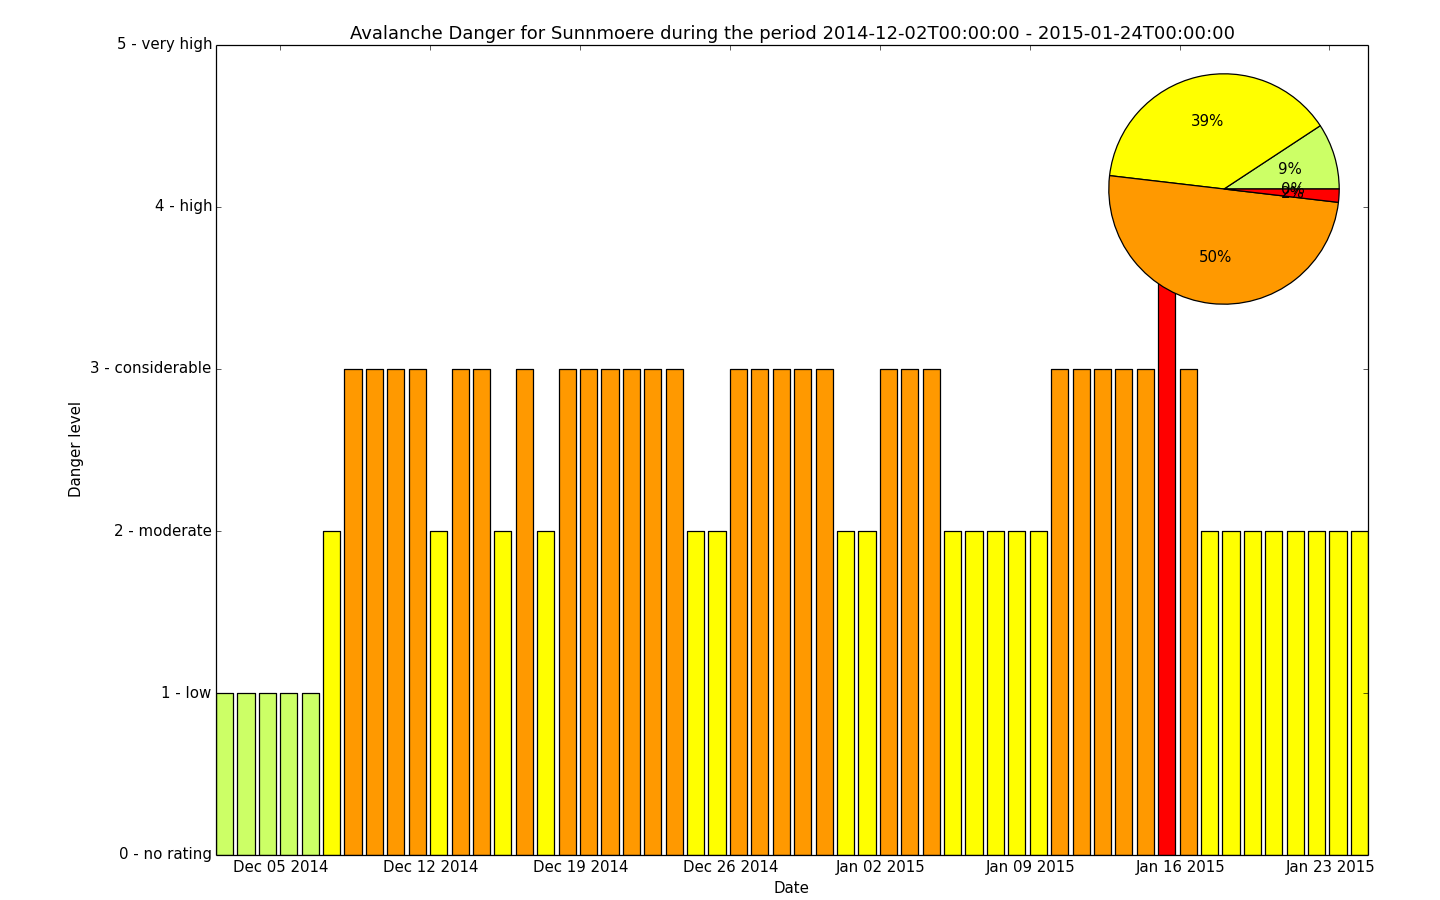 Avalanche Danger for Sunnmoere during the period 2014-12-02T00:00:00 - 2015-01-24T00:00:00
5 - very high
4 - high
3 - considerable
2 - moderate
1 - low
0 - no rating
Danger level
39%
9%
50%
Dec 05 2014
Dec 12 2014
Dec 19 2014
Dec 26 2014
Jan 02 2015
Jan 09 2015
Jan 16 2015
Jan 23 2015
Date